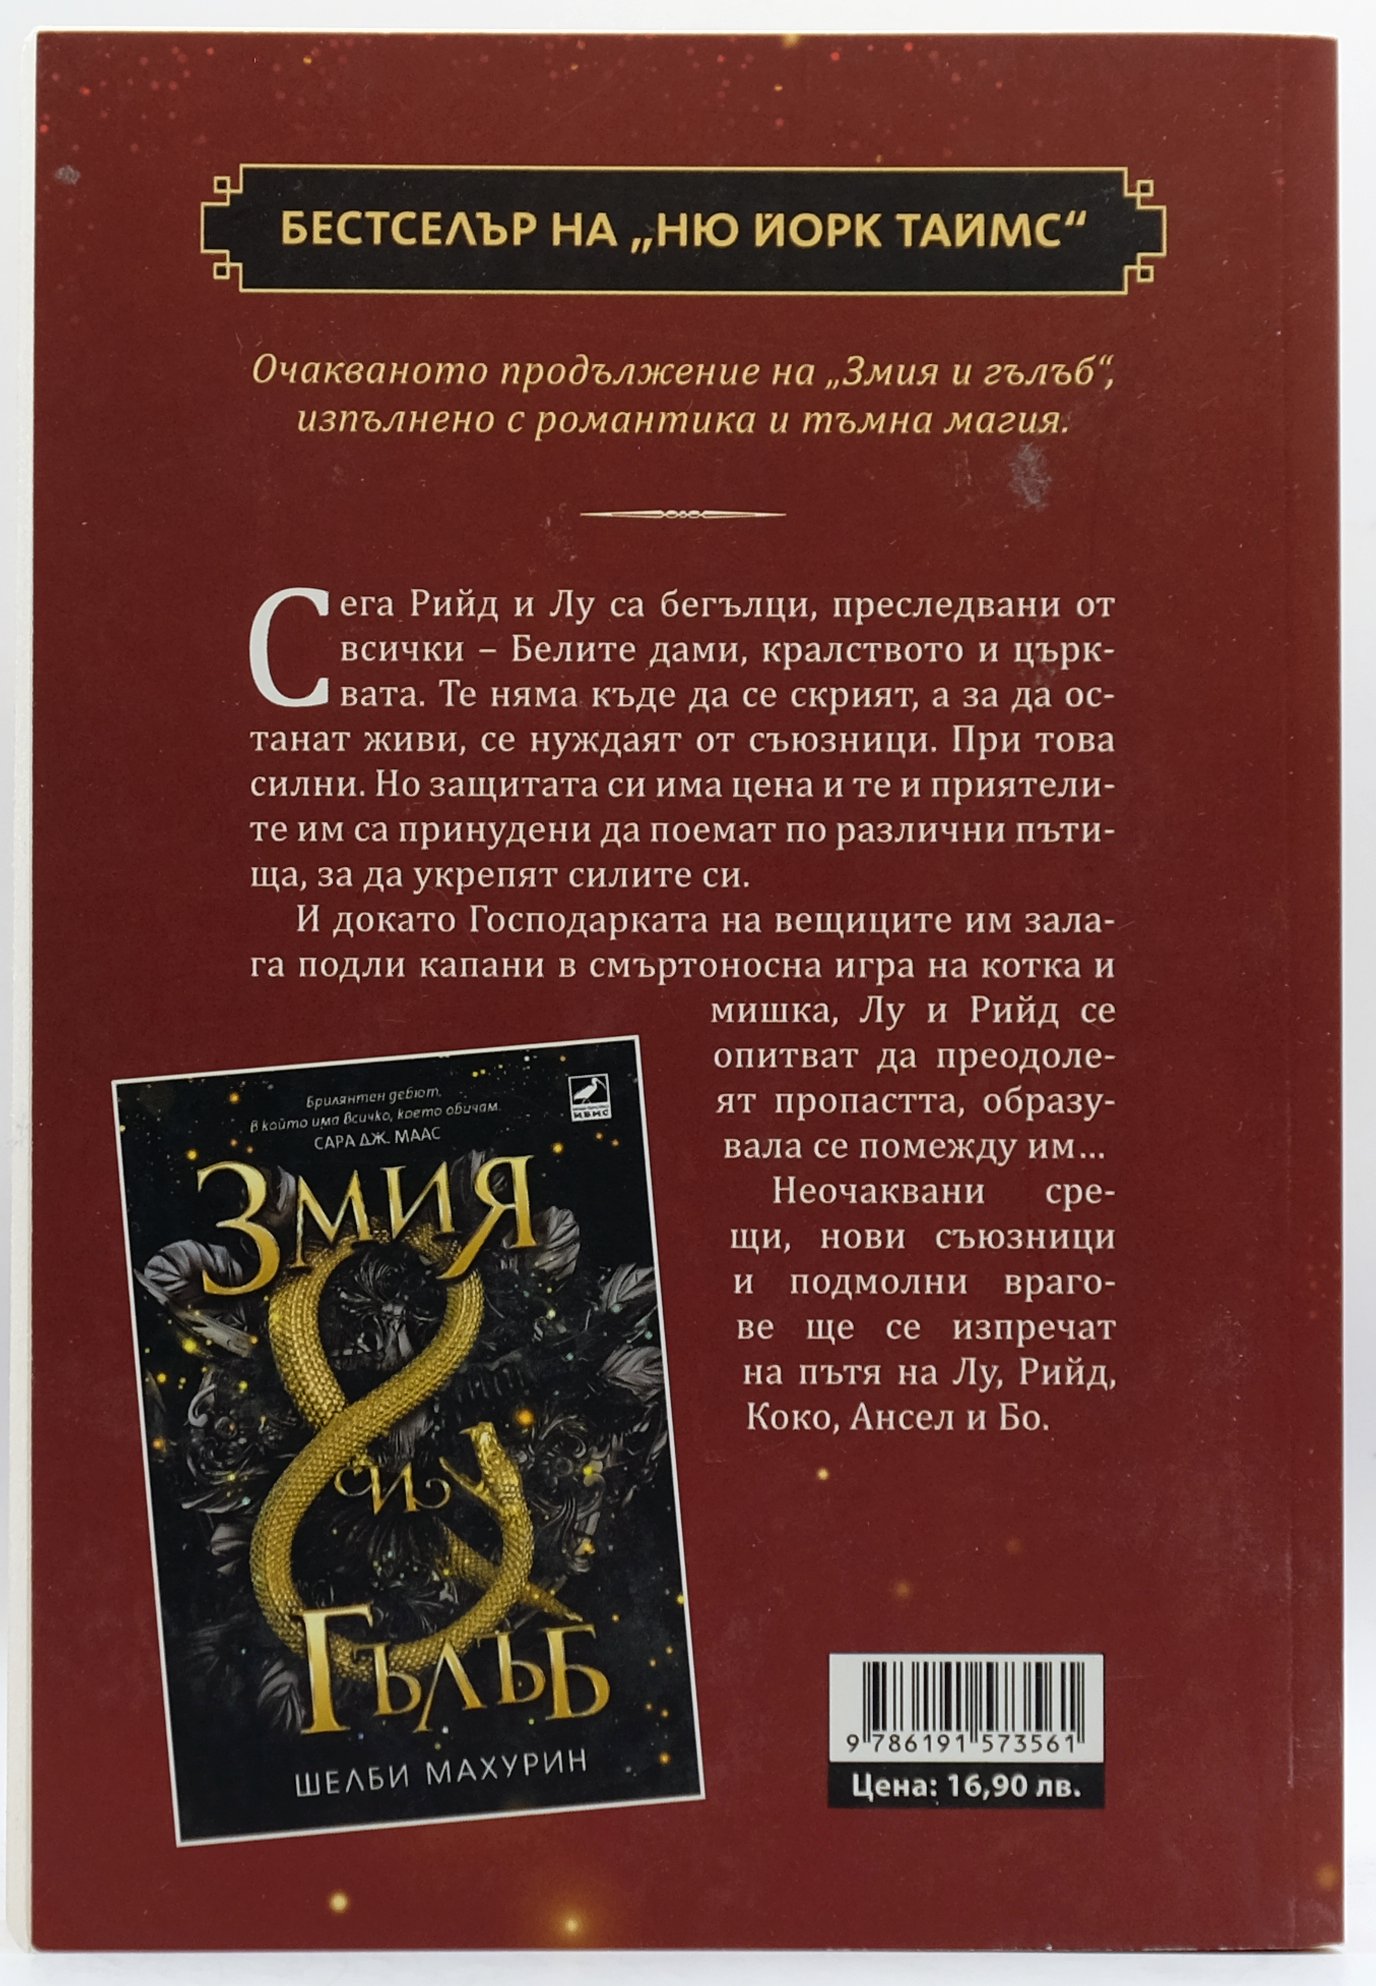 БЕСТСЕЛЪР НА „НЮ ЙОРК ТАЙМС“
Очакваното продължение на „Змия и гълъб“,
изпълнено с романтика и тъмна магия.
Сега Рийд и Лу са бегълци, преследвани от
всички – Белите дами, кралството и църк-
вата. Те няма къде да се скрият, а за да ос-
танат живи, се нуждаят от съюзници. При това
силни. Но защитата си има цена и те и приятели-
те им са принудени да поемат по различни пъти-
ща, за да укрепят силите си.
И докато Господарката на вещиците им зала-
га подли капани в смъртоносна игра на котка и
мишка, Лу и Рийд се
опитват да преодоле-
ят пропастта, образу-
вала се помежду им...
Неочаквани сре-
щи, нови съюзници
и подмолни враго-
ве ще се изпречат
на пътя на Лу, Рийд,
Коко, Ансел и Бо.
Брилянтен дебют,
в който има всичко, което обичам.
САРА ДЖ. МААС
ИБИС
ЗМИЯ
И
ГЪЛЪБ
ШЕЛБИ МАХУРИН
9 786191 573561
Цена: 16,90 лв.